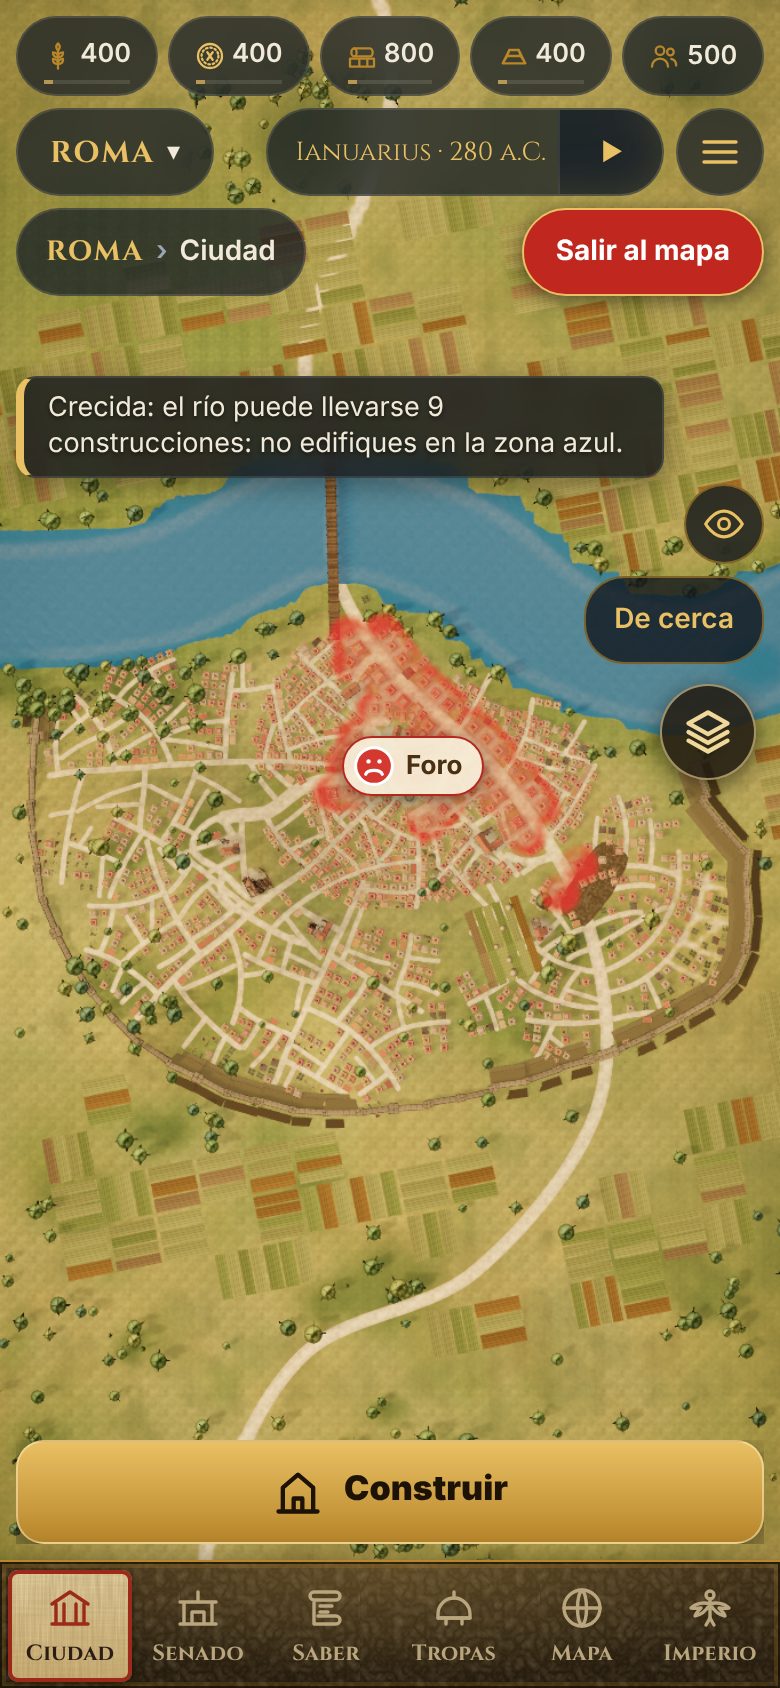 400
400
800
400
500
ROMA ▾
Ianuarius · 280 a.C.
ROMA › Ciudad
Salir al mapa
Crecida: el río puede llevarse 9
construcciones: no edifiques en la zona azul.
De cerca
Foro
Construir
Ciudad
Senado
Saber
Tropas
Mapa
Imperio